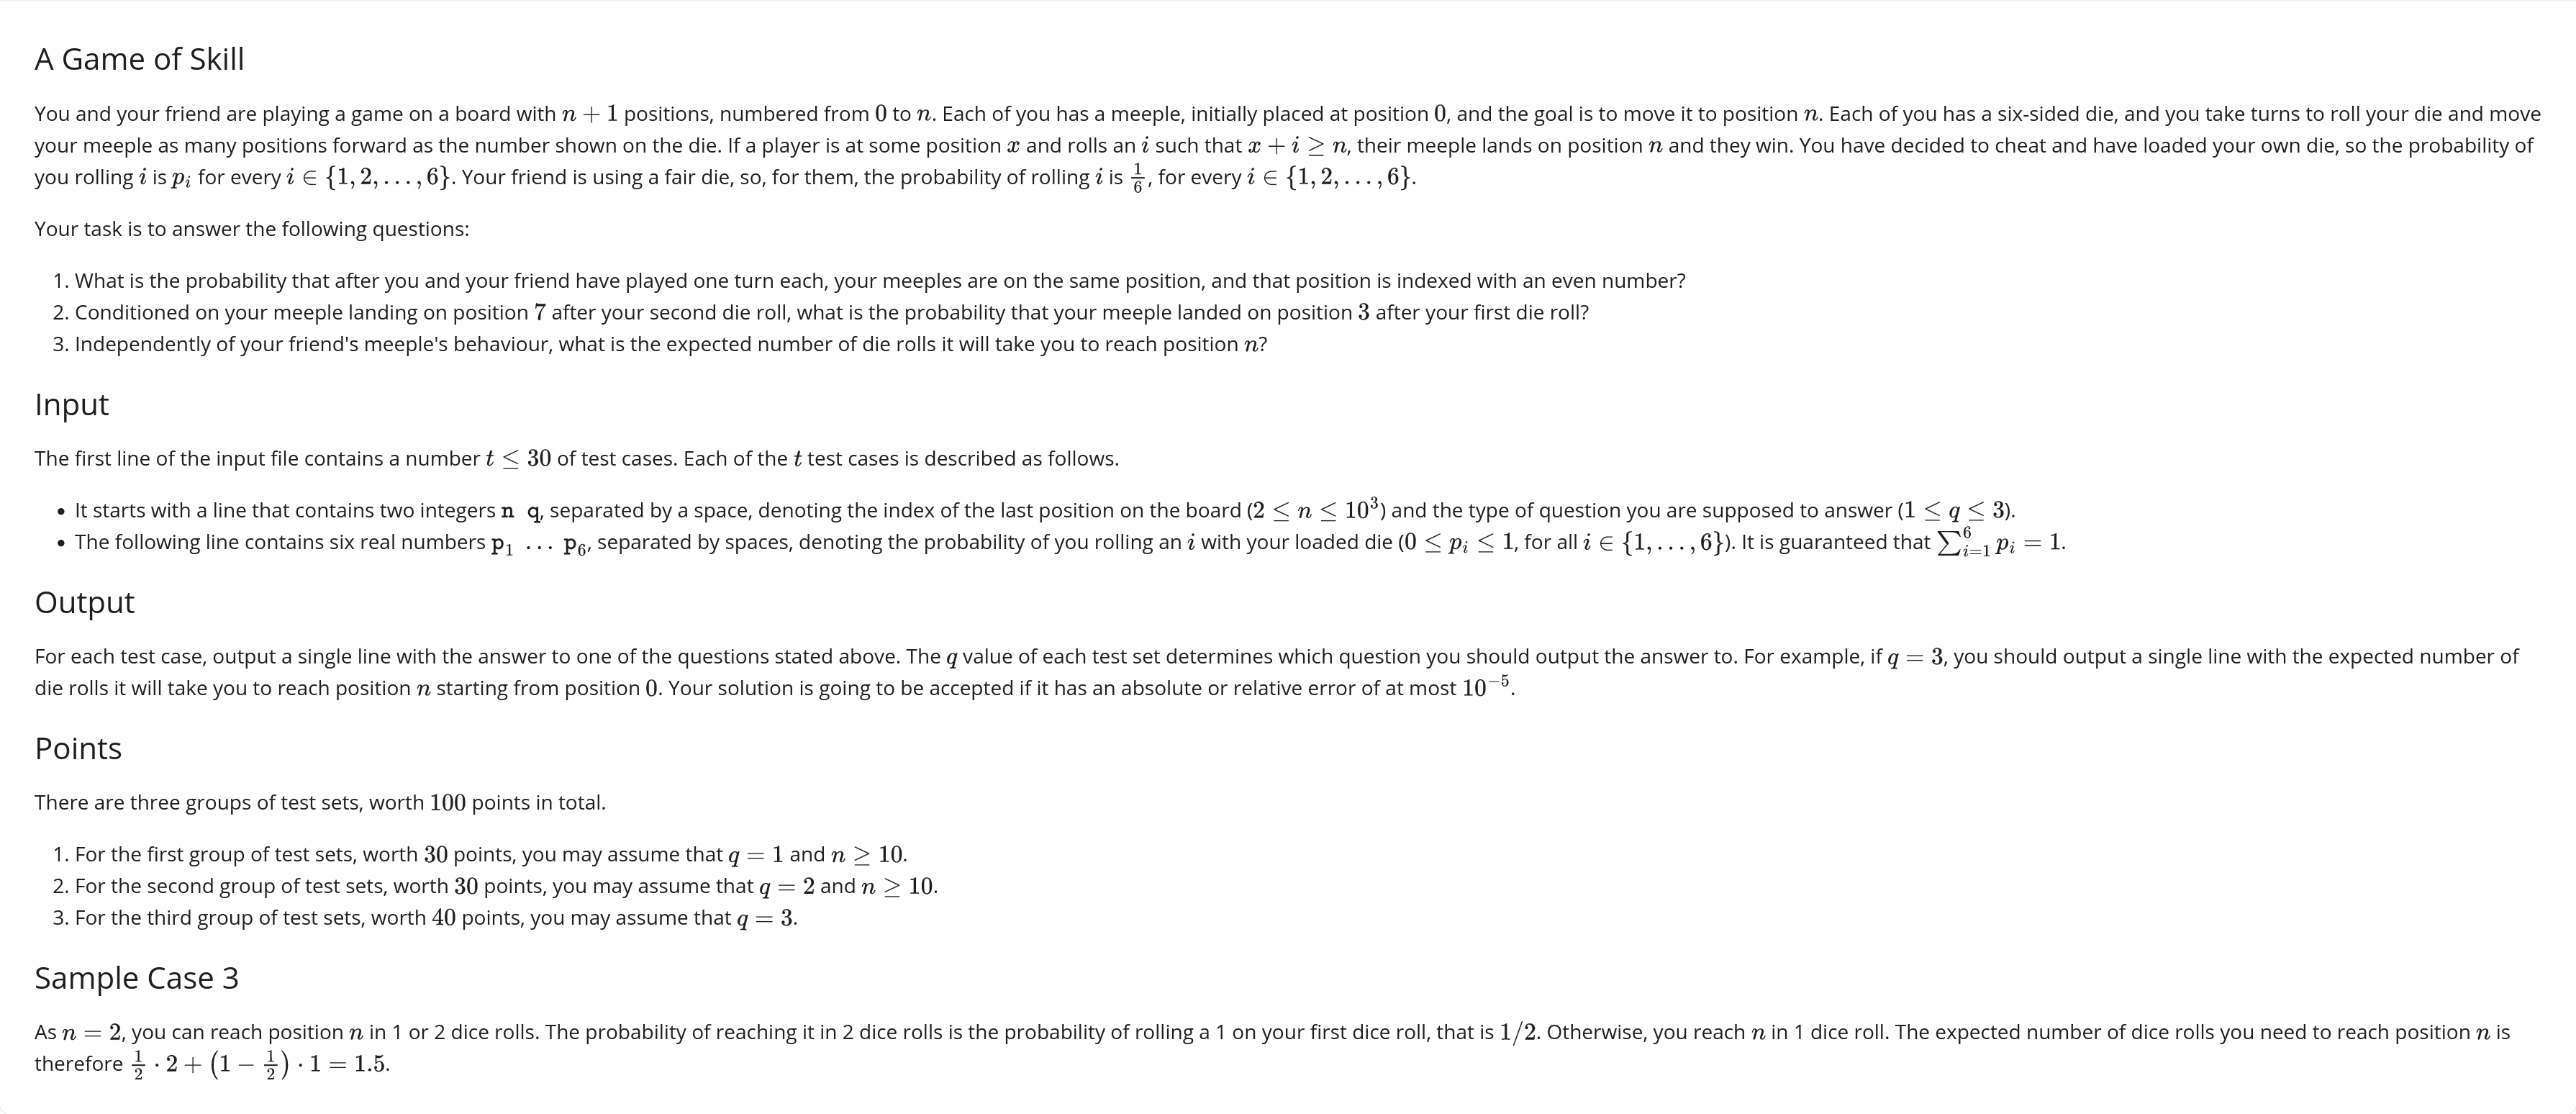 A Game of Skill
You and your friend are playing a game on a board with n + 1 positions, numbered from 0 to n. Each of you has a meeple, initially placed at position 0, and the goal is to move it to position n. Each of you has a six-sided die, and you take turns to roll your die and move
your meeple as many positions forward as the number shown on the die. If a player is at some position x and rolls an i such that x + i ≥ n, their meeple lands on position n and they win. You have decided to cheat and have loaded your own die, so the probability of
you rolling i is p_i for every i ∈ {1, 2, . . . , 6}. Your friend is using a fair die, so, for them, the probability of rolling i is 1/6, for every i ∈ {1, 2, . . . , 6}.
Your task is to answer the following questions:
1. What is the probability that after you and your friend have played one turn each, your meeples are on the same position, and that position is indexed with an even number?
2. Conditioned on your meeple landing on position 7 after your second die roll, what is the probability that your meeple landed on position 3 after your first die roll?
3. Independently of your friend's meeple's behaviour, what is the expected number of die rolls it will take you to reach position n?
Input
The first line of the input file contains a number t ≤ 30 of test cases. Each of the t test cases is described as follows.
• It starts with a line that contains two integers n q, separated by a space, denoting the index of the last position on the board (2 ≤ n ≤ 10^3) and the type of question you are supposed to answer (1 ≤ q ≤ 3).
• The following line contains six real numbers p_1 ... p_6, separated by spaces, denoting the probability of you rolling an i with your loaded die (0 ≤ p_i ≤ 1, for all i ∈ {1, . . . , 6}). It is guaranteed that ∑_{i=1}^6 p_i = 1.
Output
For each test case, output a single line with the answer to one of the questions stated above. The q value of each test set determines which question you should output the answer to. For example, if q = 3, you should output a single line with the expected number of
die rolls it will take you to reach position n starting from position 0. Your solution is going to be accepted if it has an absolute or relative error of at most 10^−5.
Points
There are three groups of test sets, worth 100 points in total.
1. For the first group of test sets, worth 30 points, you may assume that q = 1 and n ≥ 10.
2. For the second group of test sets, worth 30 points, you may assume that q = 2 and n ≥ 10.
3. For the third group of test sets, worth 40 points, you may assume that q = 3.
Sample Case 3
As n = 2, you can reach position n in 1 or 2 dice rolls. The probability of reaching it in 2 dice rolls is the probability of rolling a 1 on your first dice roll, that is 1/2. Otherwise, you reach n in 1 dice roll. The expected number of dice rolls you need to reach position n is
therefore 1/2 · 2 + (1 − 1/2) · 1 = 1.5.